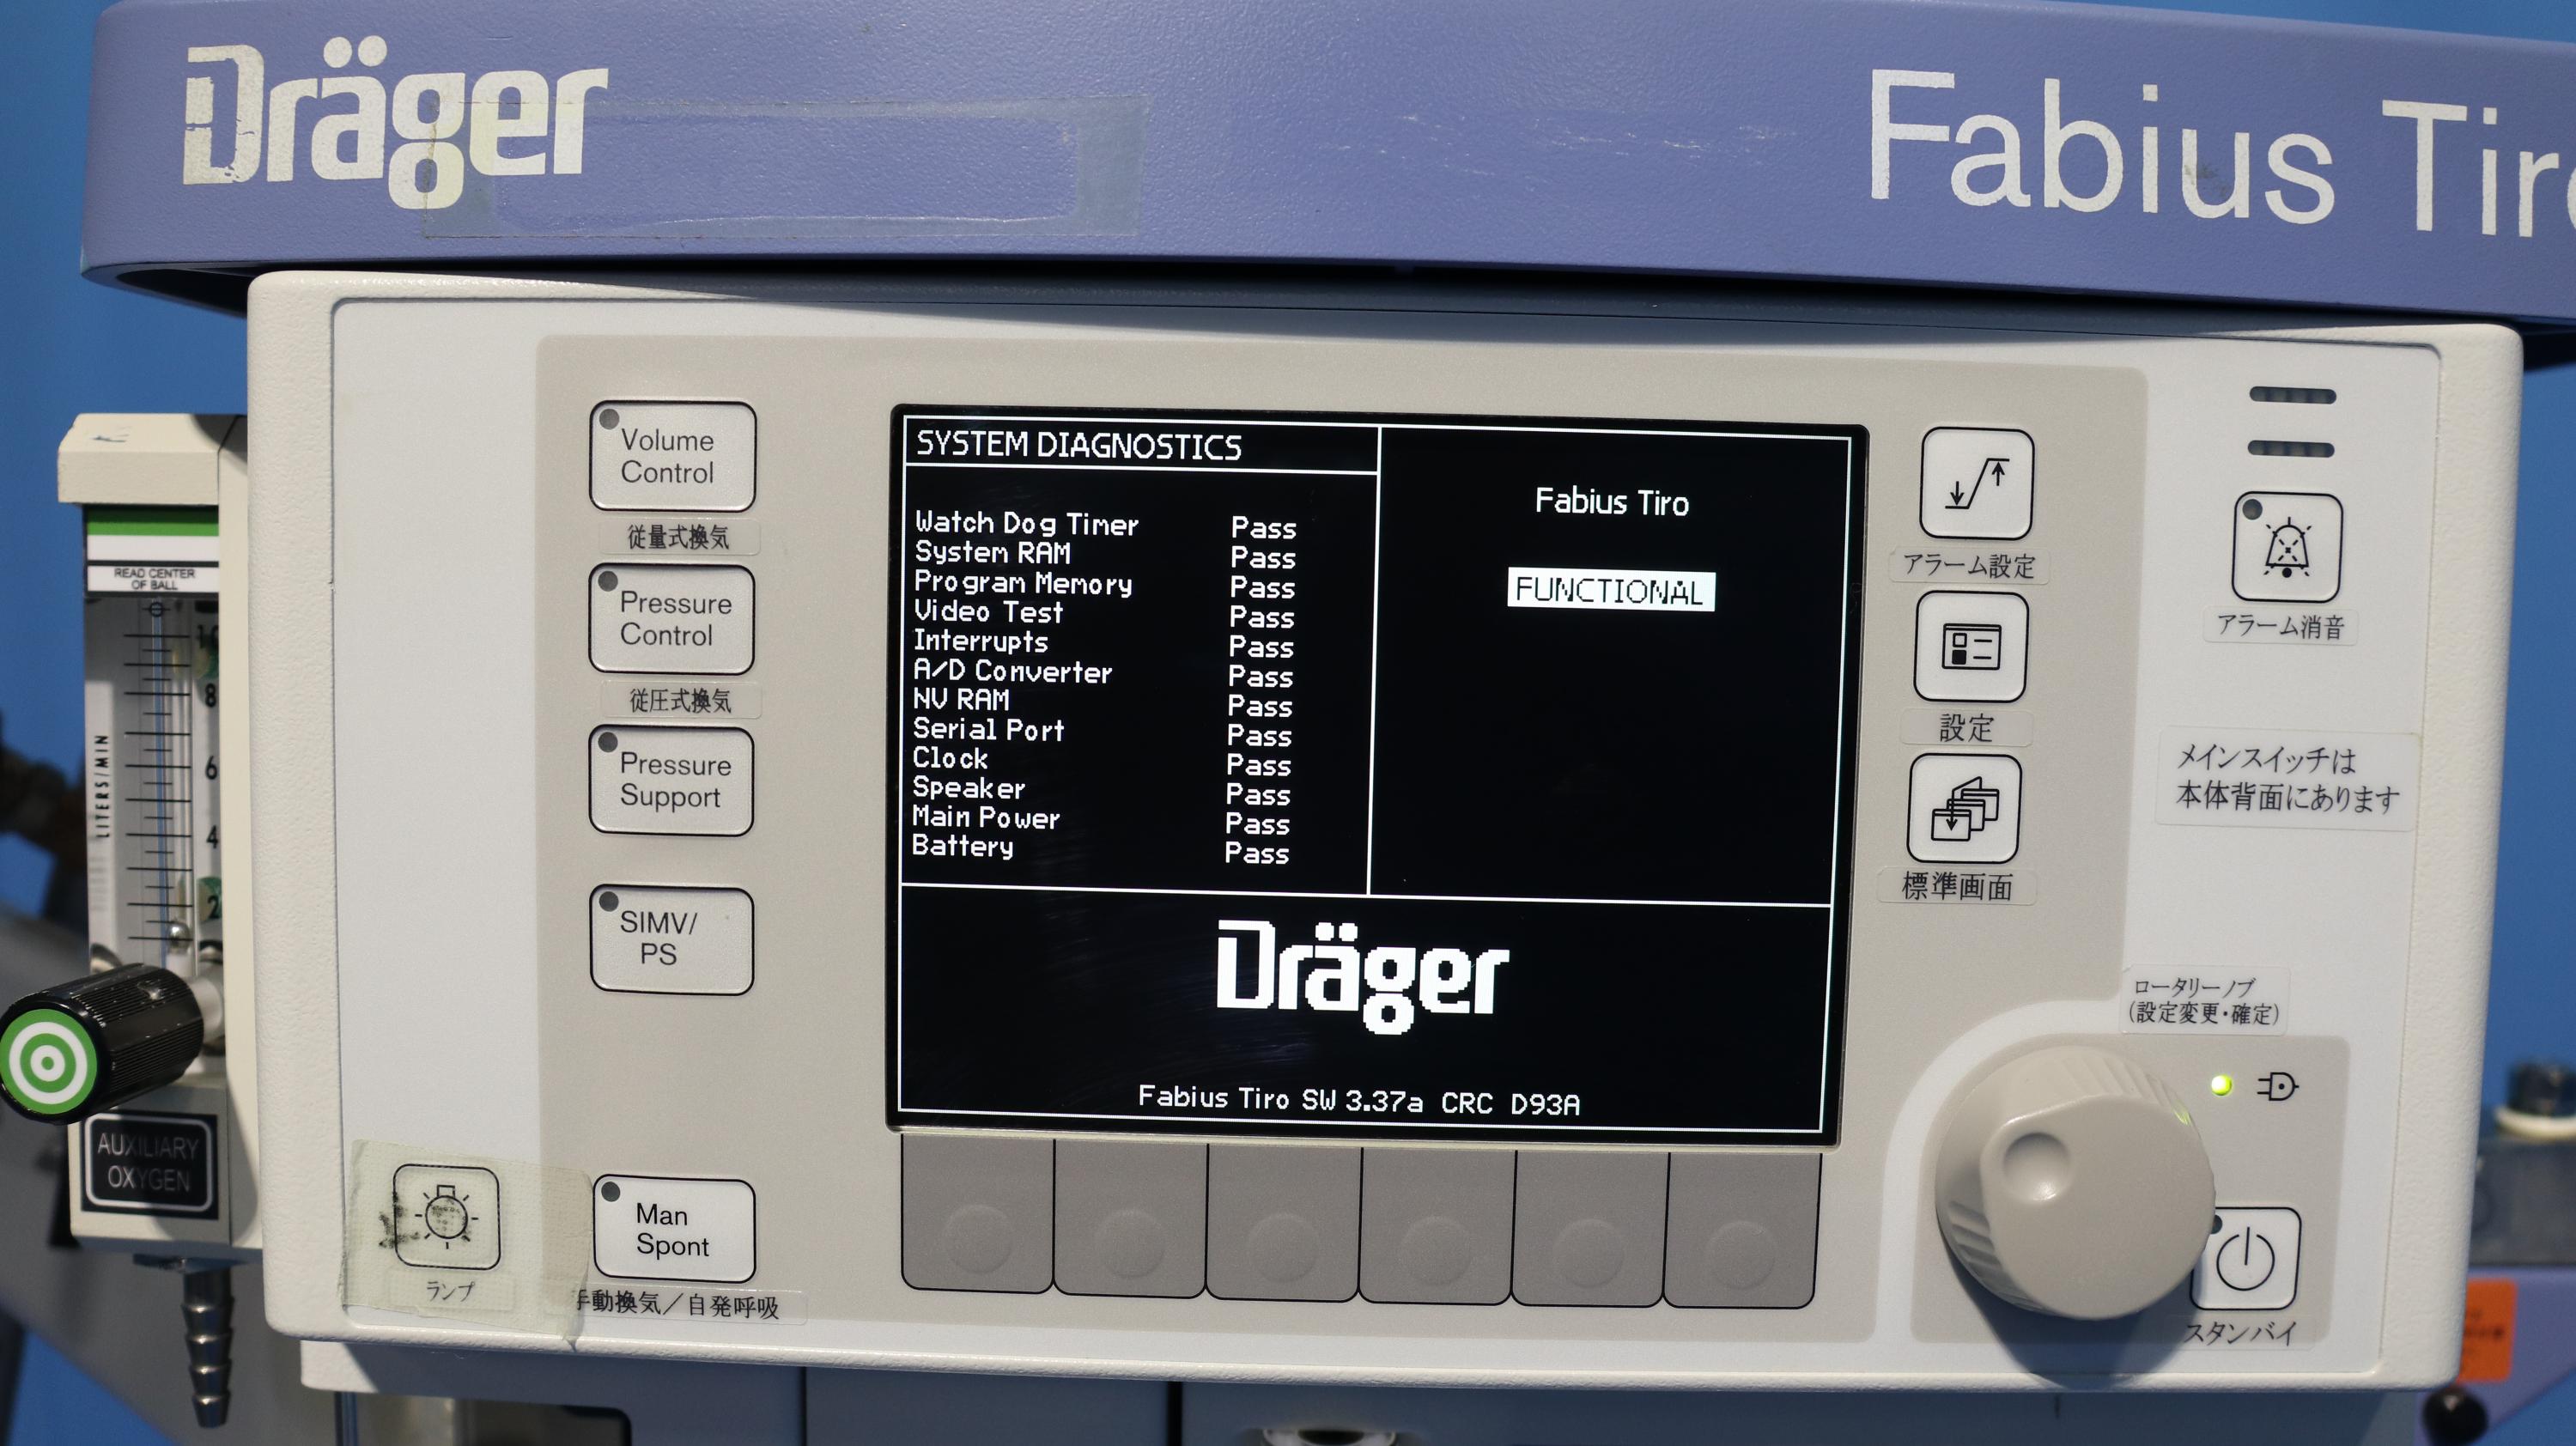 Dräger
Fabius Tiro
Volume
Control
従量式換気
Pressure
Control
従圧式換気
Pressure
Support
SIMV/
PS
Man
Spont
手動換気／自発呼吸
ランプ
READ CENTER
OF BALL
LITERS/MIN
10
8
6
4
2
AUXILIARY
OXYGEN
SYSTEM DIAGNOSTICS
Watch Dog Timer Pass
System RAM Pass
Program Memory Pass
Video Test Pass
Interrupts Pass
A/D Converter Pass
NV RAM Pass
Serial Port Pass
Clock Pass
Speaker Pass
Main Power Pass
Battery Pass
Fabius Tiro
FUNCTIONAL
Dräger
Fabius Tiro SW 3.37a CRC D93A
アラーム設定
設定
標準画面
アラーム消音
メインスイッチは
本体背面にあります
ロータリーノブ
(設定変更・確定)
スタンバイ